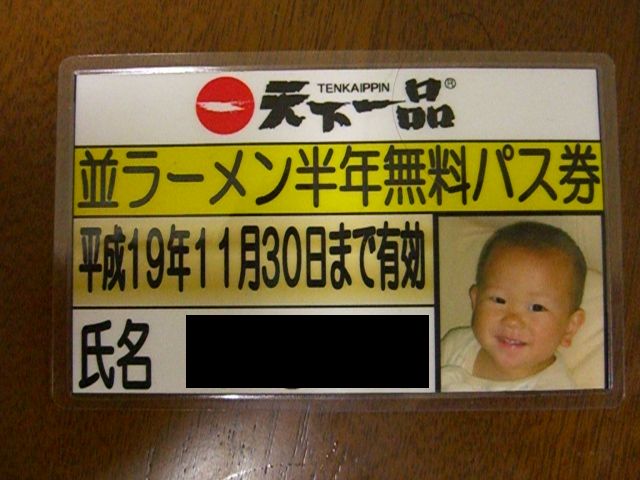 TENKAIPPIN
天下一品®
並ラーメン半年無料パス券
平成19年11月30日まで有効
氏名